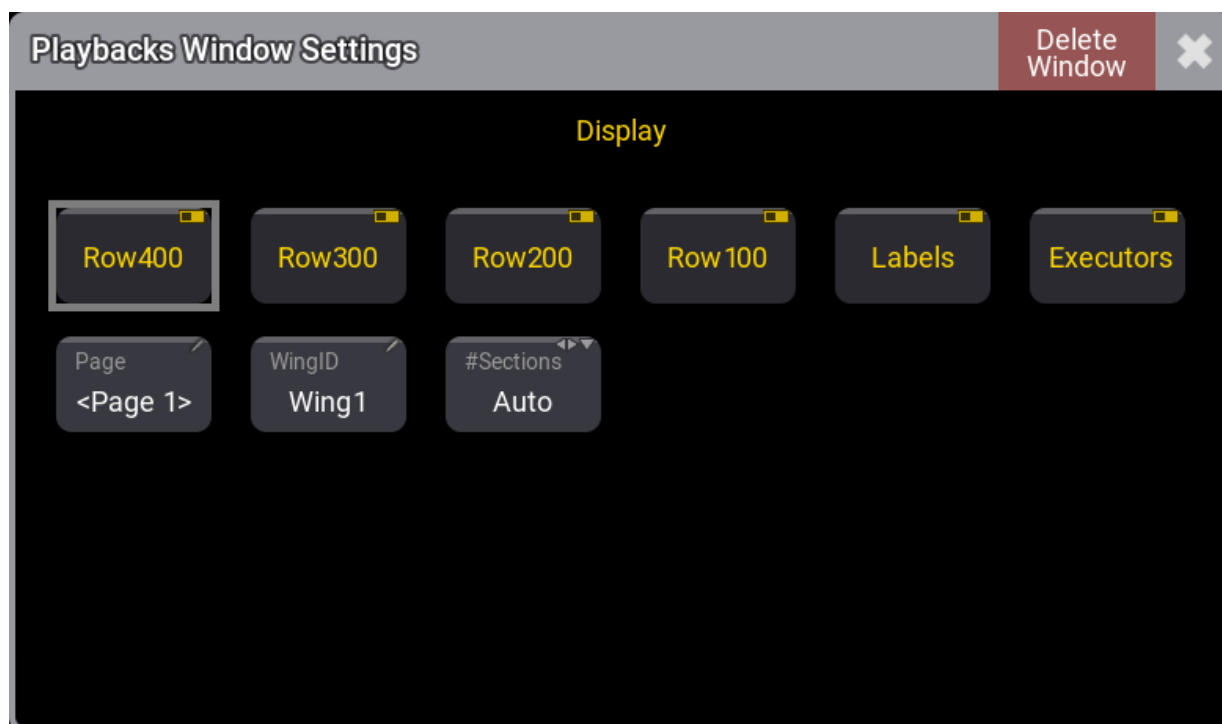 Playbacks Window Settings
Delete
Window
Display
Row400
Row300
Row200
Row100
Labels
Executors
Page
<Page 1>
WingID
Wing1
#Sections
Auto